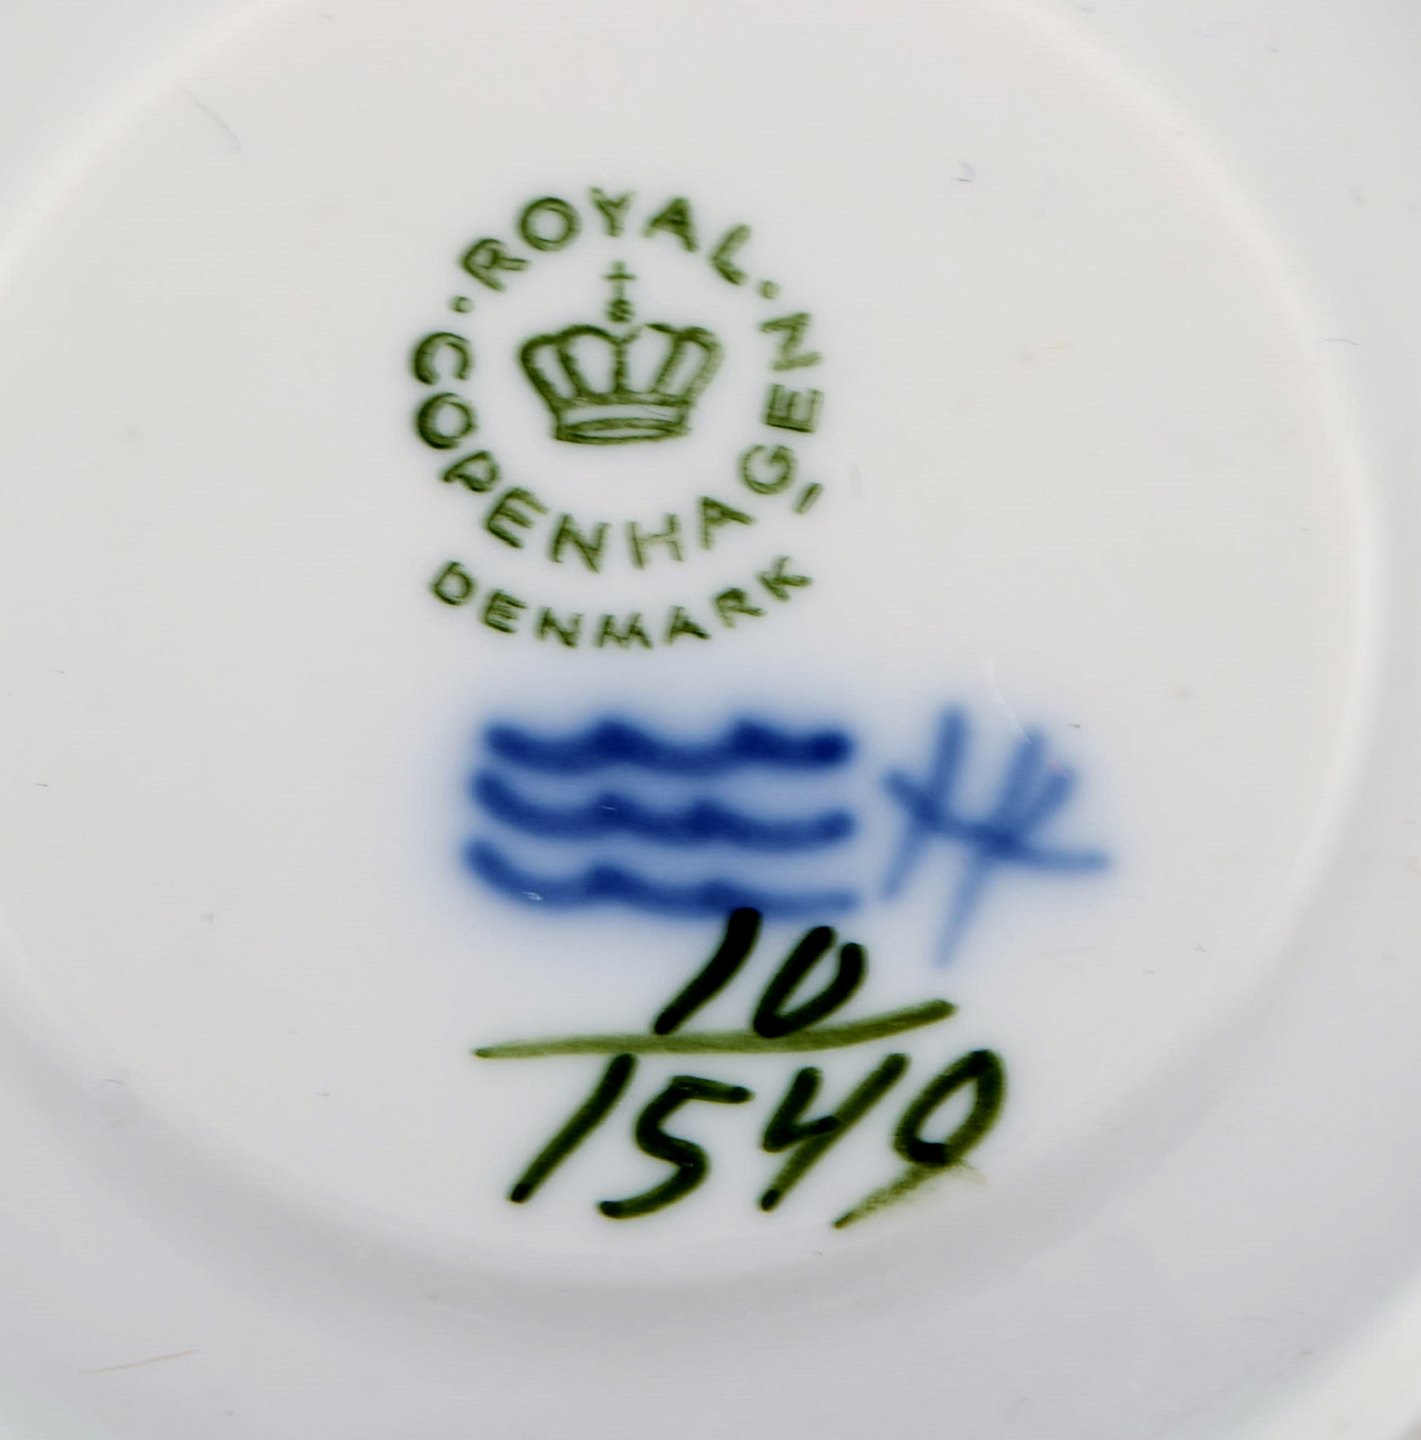 · ROYAL · COPENHAGEN
DENMARK
10
1549